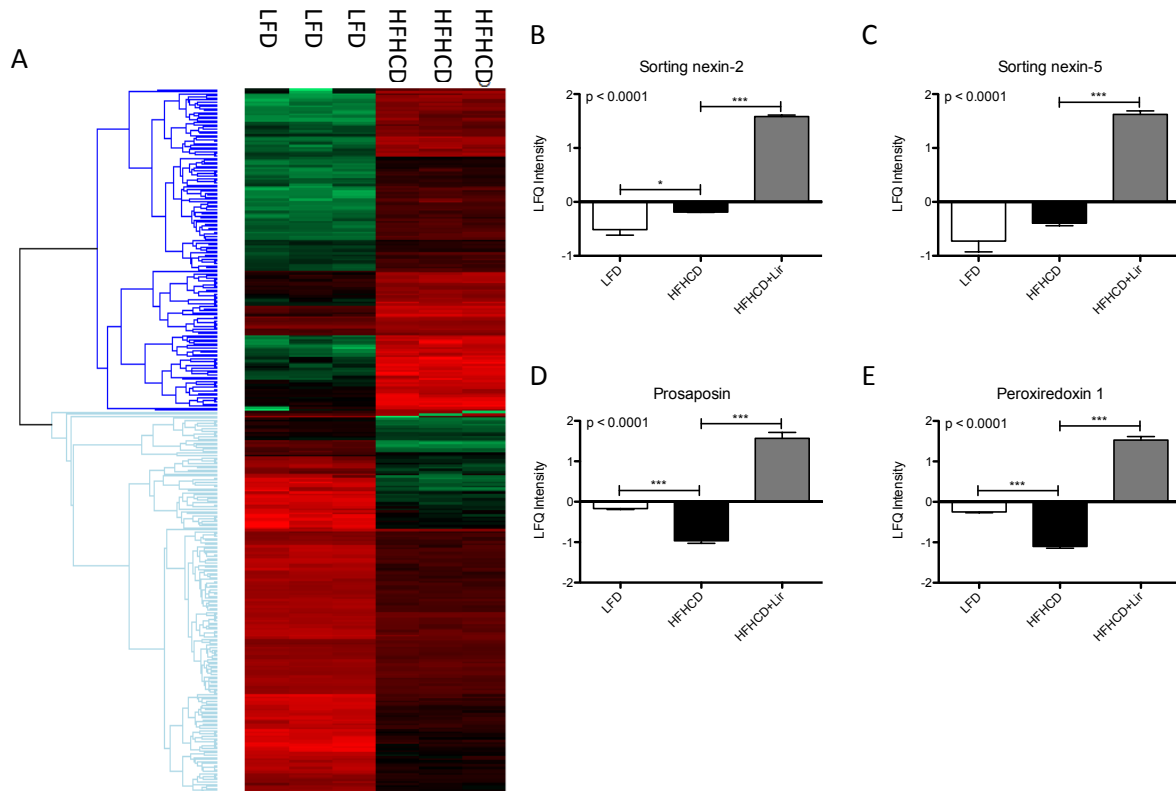 A
LFD
LFD
LFD
HFHCD
HFHCD
HFHCD
B
Sorting nexin-2
p < 0.0001
***
*
LFQ Intensity
2
1
0
-1
LFD
HFHCD
HFHCD+Lir
C
Sorting nexin-5
p < 0.0001
***
LFQ Intensity
2
1
0
-1
LFD
HFHCD
HFHCD+Lir
D
Prosaposin
p < 0.0001
***
***
LFQ Intensity
2
1
0
-1
-2
LFD
HFHCD
HFHCD+Lir
E
Peroxiredoxin 1
p < 0.0001
***
***
LFQ Intensity
2
1
0
-1
-2
LFD
HFHCD
HFHCD+Lir